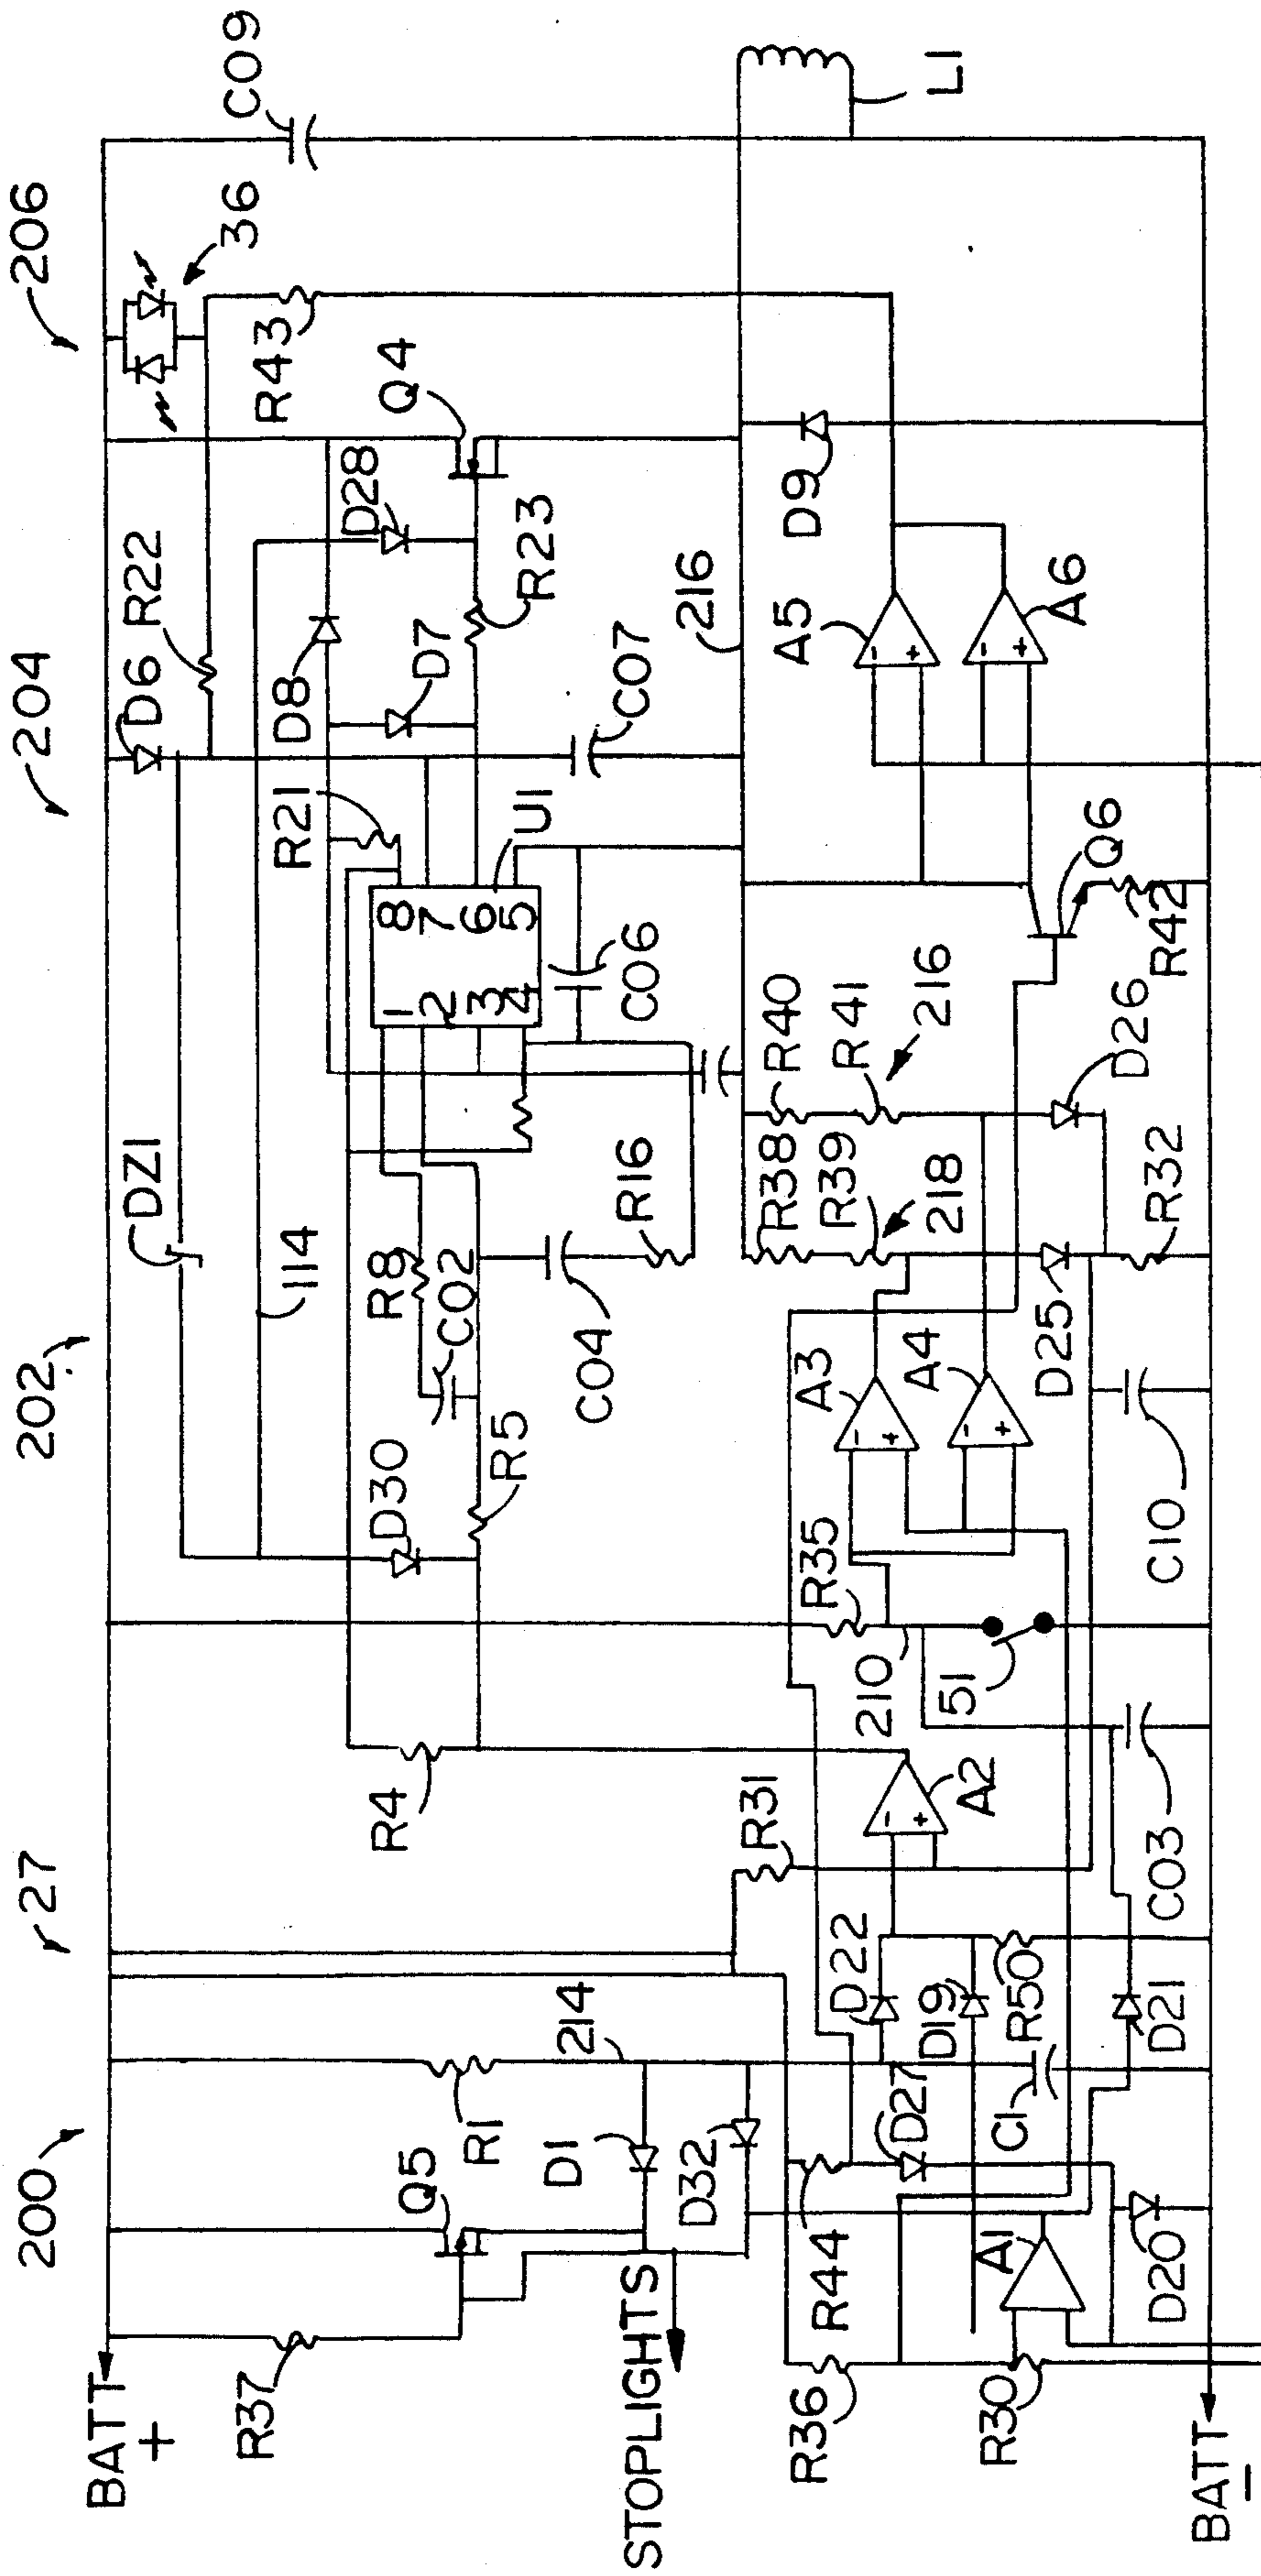 200
27
202
204
206
BATT
+
R37
Q5
R1
214
D1
D32
STOPLIGHTS
R4
DZ1
114
D30
R8
C02
R5
C04
R16
D6
R22
R21
D8
D7
D28
R23
Q4
R43
36
C09
U1
1
2
3
4
8
7
6
5
C06
C07
216
L1
R36
R44
D27
D22
D19
R50
C1
R30
A1
D20
D21
R31
A2
-
+
C03
210
51
R35
A3
-
+
A4
-
+
C10
D25
R38
R39
218
R40
R41
216
D26
R32
Q6
R42
A5
-
+
A6
-
+
D9
BATT
-